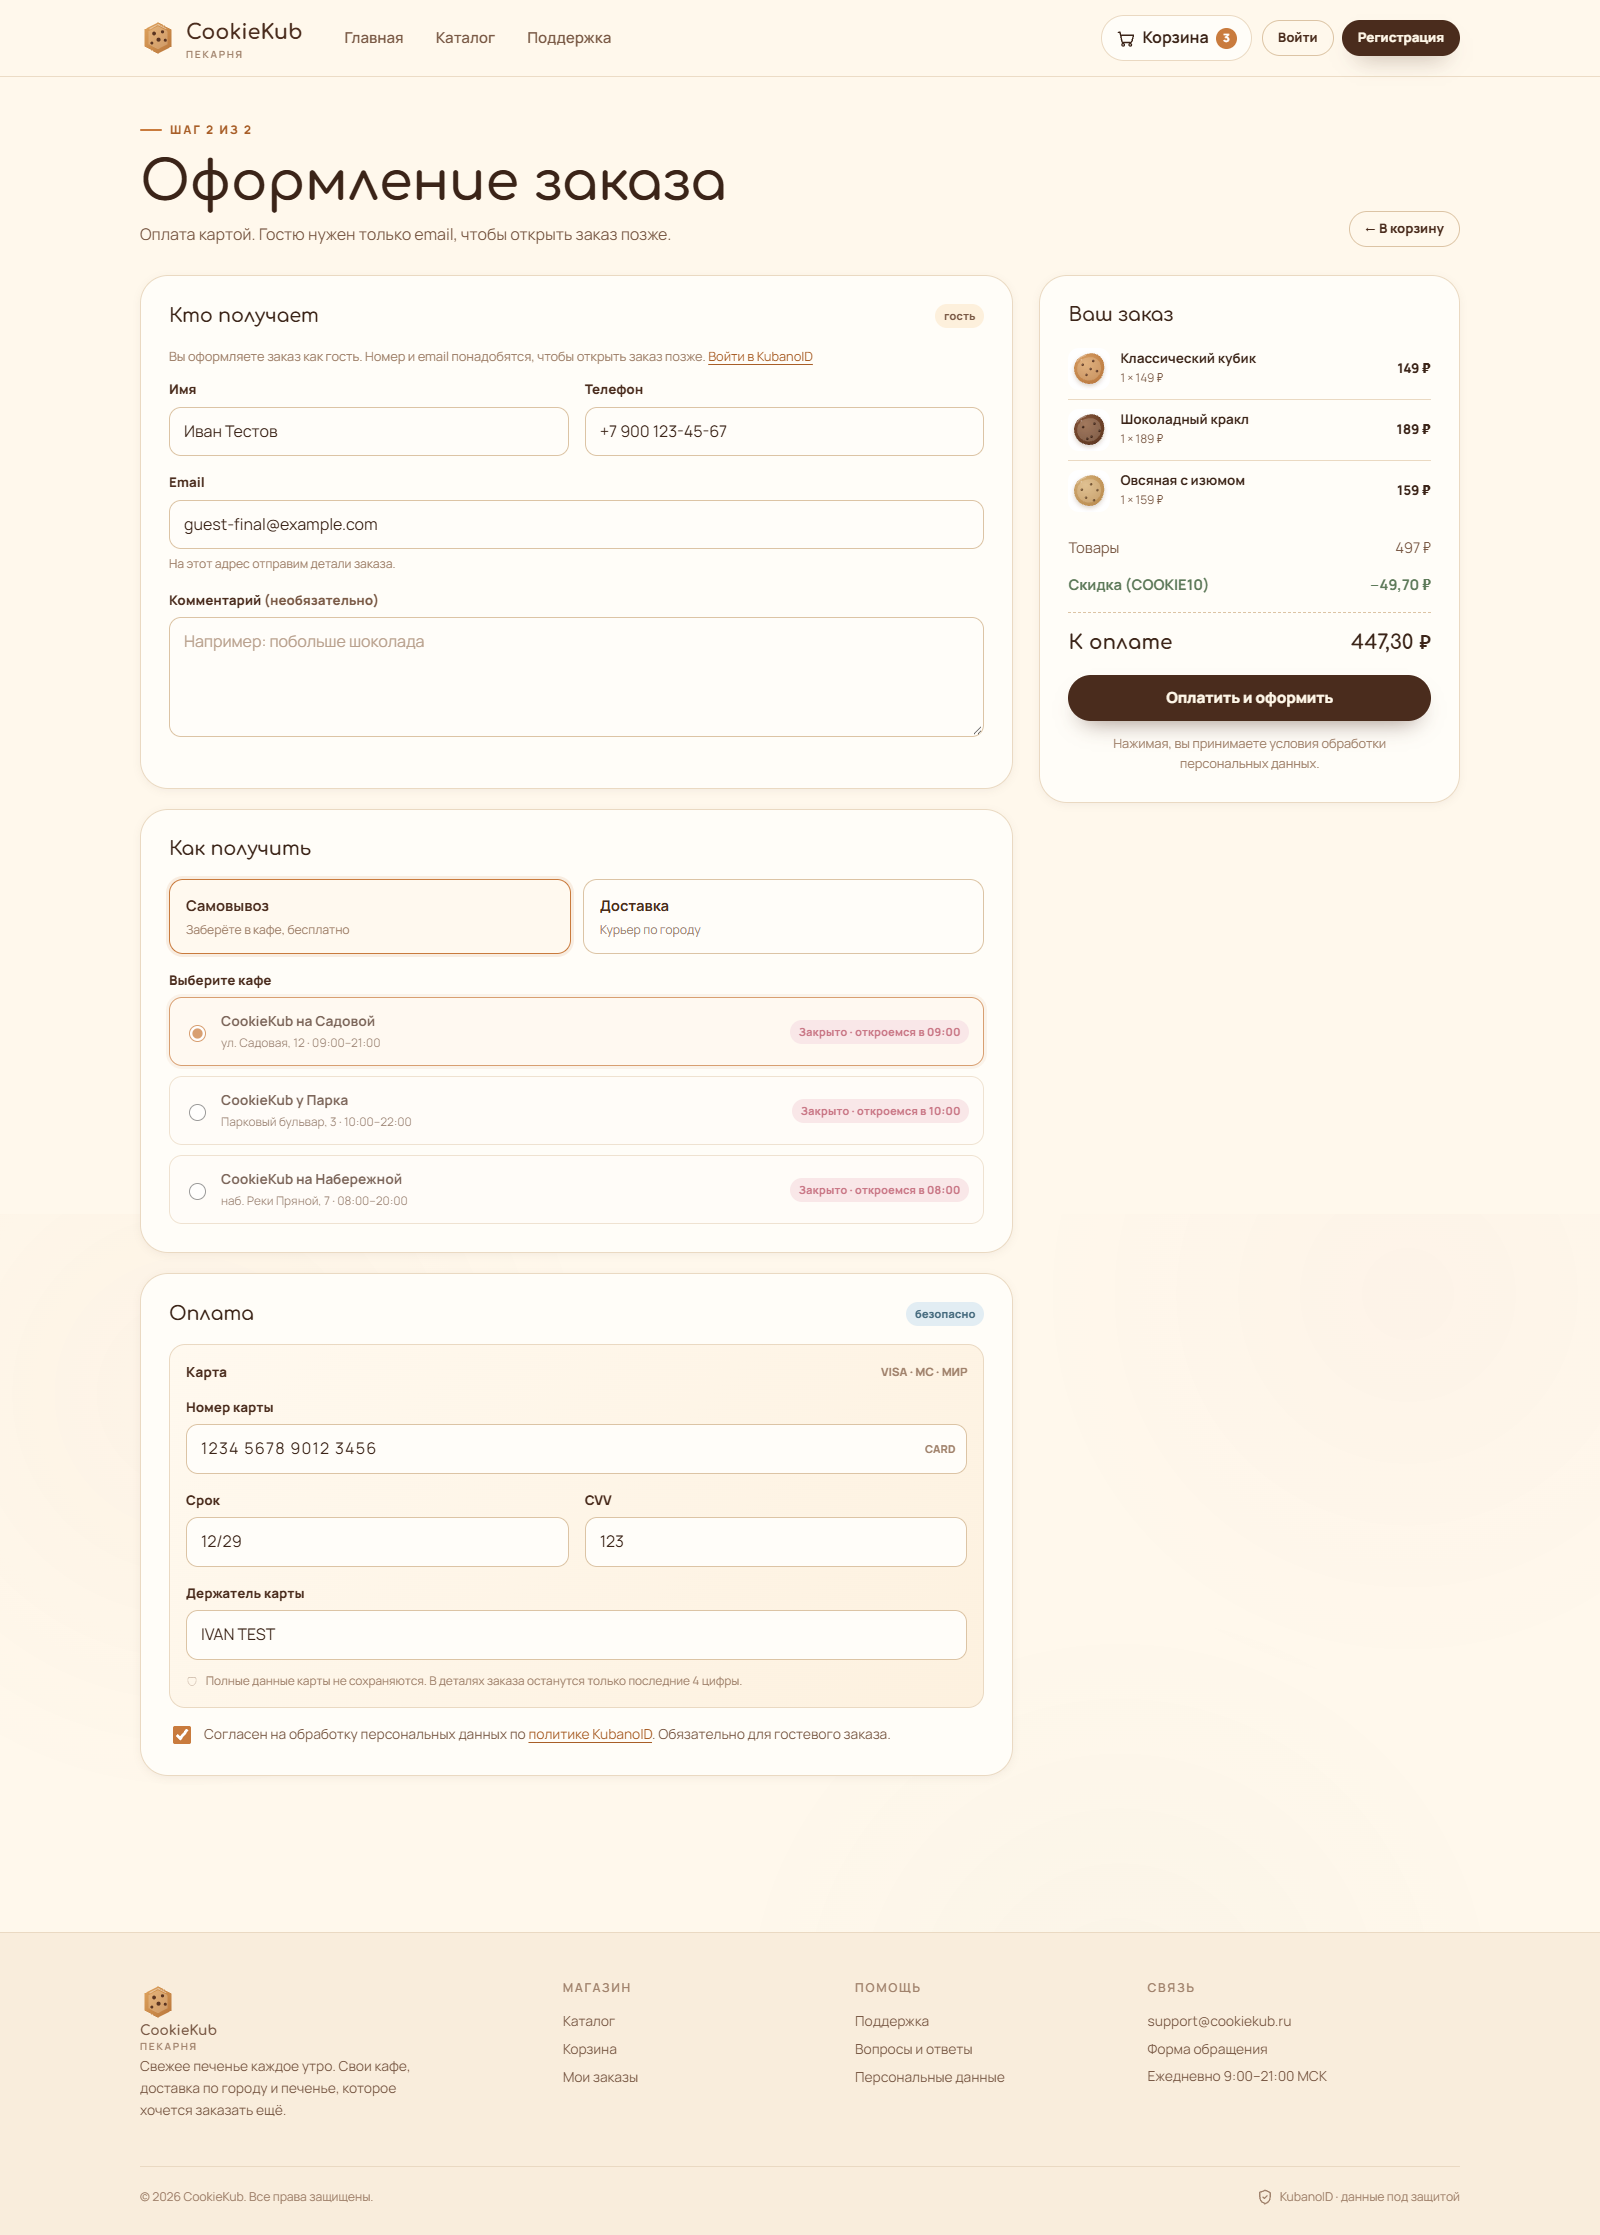 CookieKub
ПЕКАРНЯ
Главная
Каталог
Поддержка
Корзина 3
Войти
Регистрация
ШАГ 2 ИЗ 2
Оформление заказа
Оплата картой. Гостю нужен только email, чтобы открыть заказ позже.
← В корзину
Кто получает
гость
Вы оформляете заказ как гость. Номер и email понадобятся, чтобы открыть заказ позже. Войти в KubanoID
Имя
Телефон
Иван Тестов
+7 900 123-45-67
Email
guest-final@example.com
На этот адрес отправим детали заказа.
Комментарий (необязательно)
Например: побольше шоколада
Ваш заказ
Классический кубик
1 × 149 ₽
149 ₽
Шоколадный кракл
1 × 189 ₽
189 ₽
Овсяная с изюмом
1 × 159 ₽
159 ₽
Товары
497 ₽
Скидка (COOKIE10)
−49,70 ₽
К оплате
447,30 ₽
Оплатить и оформить
Нажимая, вы принимаете условия обработки
персональных данных.
Как получить
Самовывоз
Заберёте в кафе, бесплатно
Доставка
Курьер по городу
Выберите кафе
CookieKub на Садовой
ул. Садовая, 12 · 09:00–21:00
Закрыто · откроемся в 09:00
CookieKub у Парка
Парковый бульвар, 3 · 10:00–22:00
Закрыто · откроемся в 10:00
CookieKub на Набережной
наб. Реки Пряной, 7 · 08:00–20:00
Закрыто · откроемся в 08:00
Оплата
безопасно
Карта
VISA · MC · МИР
Номер карты
1234 5678 9012 3456
CARD
Срок
CVV
12/29
123
Держатель карты
IVAN TEST
Полные данные карты не сохраняются. В деталях заказа останутся только последние 4 цифры.
Согласен на обработку персональных данных по политике KubanoID. Обязательно для гостевого заказа.
CookieKub
ПЕКАРНЯ
Свежее печенье каждое утро. Свои кафе,
доставка по городу и печенье, которое
хочется заказать ещё.
МАГАЗИН
Каталог
Корзина
Мои заказы
ПОМОЩЬ
Поддержка
Вопросы и ответы
Персональные данные
СВЯЗЬ
support@cookiekub.ru
Форма обращения
Ежедневно 9:00–21:00 МСК
© 2026 CookieKub. Все права защищены.
KubanoID · данные под защитой